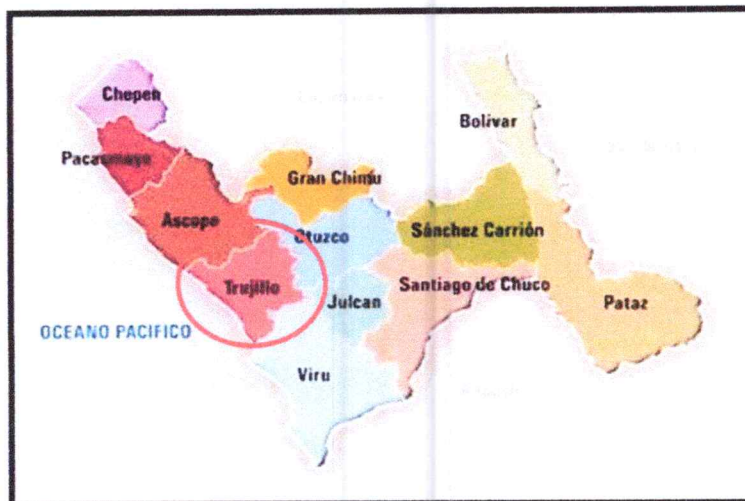 Chepen
Bolivar
Pacasmayo
Gran Chimu
Ascope
Otuzco
Sánchez Carrión
Trujillo
Santiago de Chuco
Julcan
Pataz
OCEANO PACIFICO
Viru